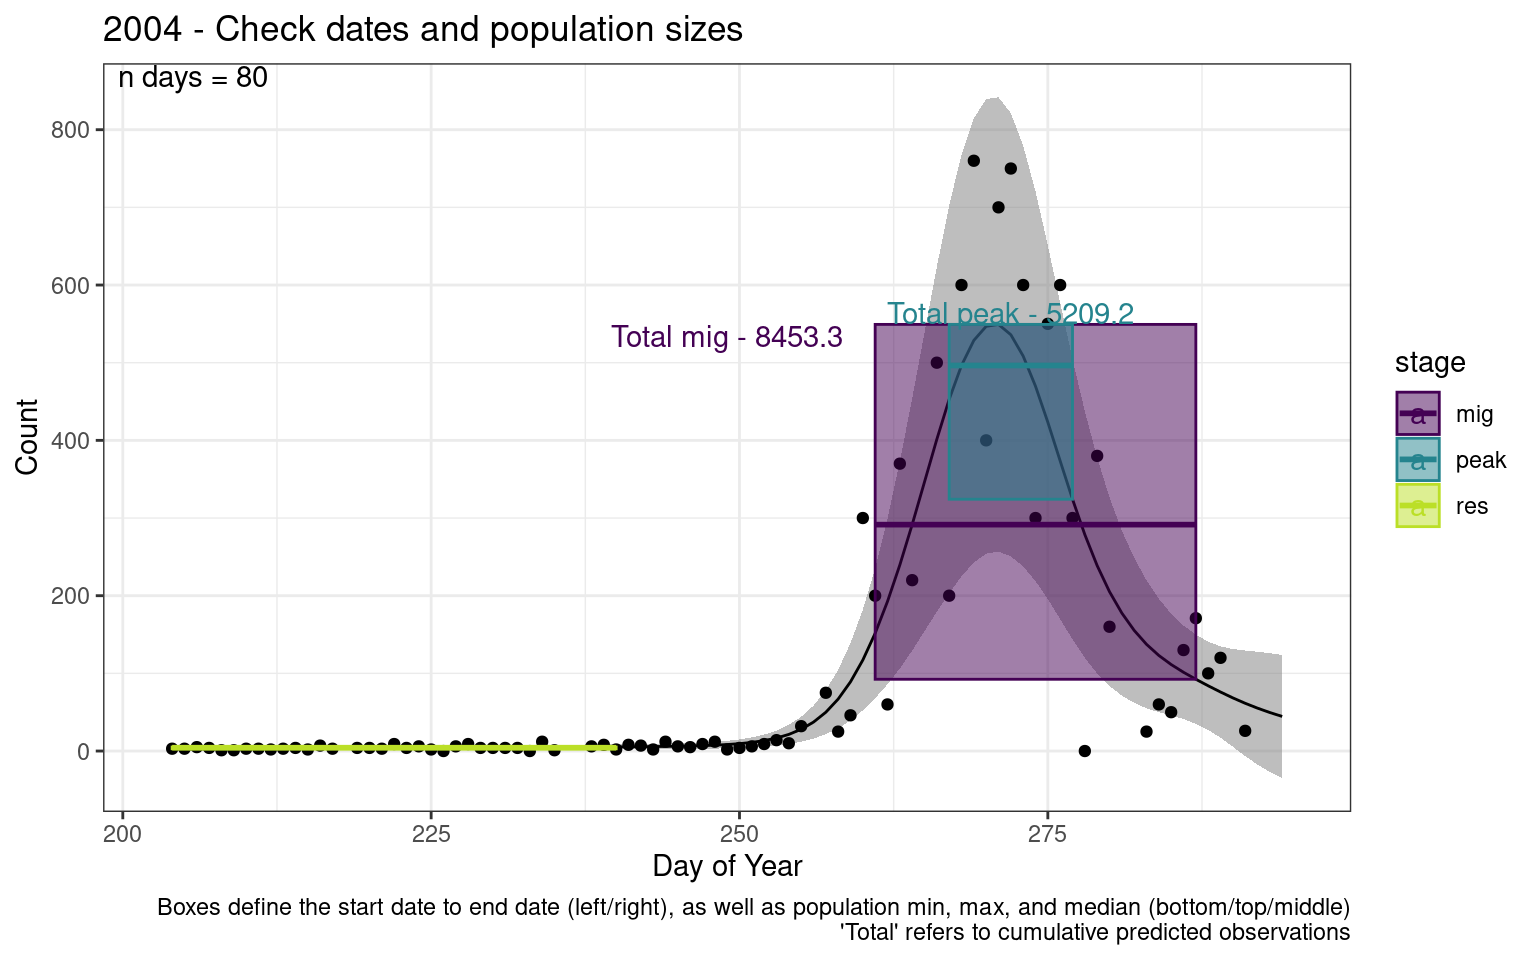 2004 - Check dates and population sizes
n days = 80
800
600
400
200
0
Count
Total peak - 5209.2
Total mig - 8453.3
200
225
250
275
Day of Year
stage
a mig
a peak
a res
Boxes define the start date to end date (left/right), as well as population min, max, and median (bottom/top/middle)
'Total' refers to cumulative predicted observations